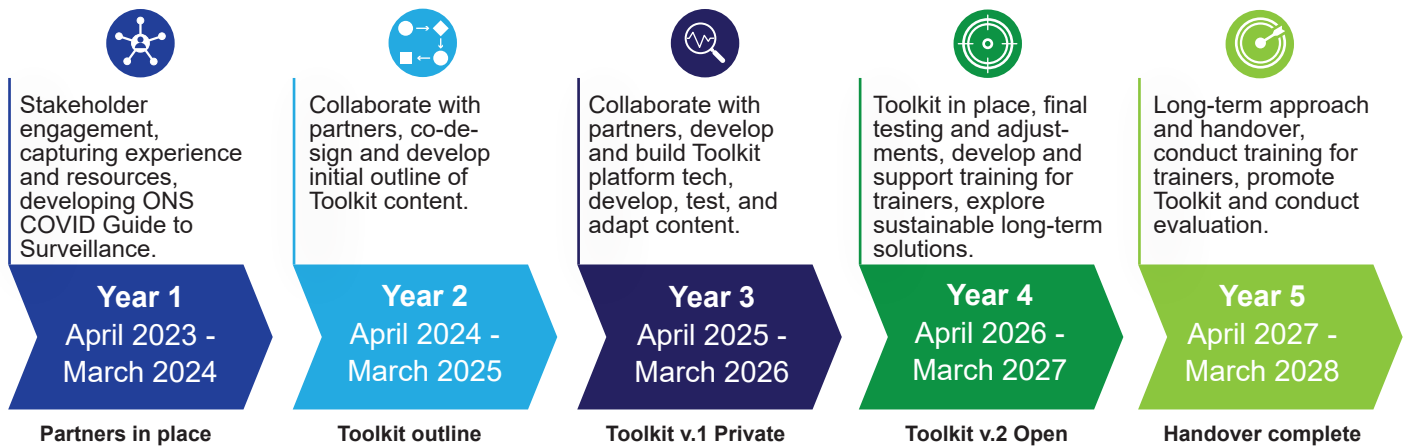 Stakeholder
engagement,
capturing experience
and resources,
developing ONS
COVID Guide to
Surveillance.
Year 1
April 2023 -
March 2024
Partners in place
Collaborate with
partners, co-de-
sign and develop
initial outline of
Toolkit content.
Year 2
April 2024 -
March 2025
Toolkit outline
Collaborate with
partners, develop
and build Toolkit
platform tech,
develop, test, and
adapt content.
Year 3
April 2025 -
March 2026
Toolkit v.1 Private
Toolkit in place, final
testing and adjust-
ments, develop and
support training for
trainers, explore
sustainable long-term
solutions.
Year 4
April 2026 -
March 2027
Toolkit v.2 Open
Long-term approach
and handover,
conduct training for
trainers, promote
Toolkit and conduct
evaluation.
Year 5
April 2027 -
March 2028
Handover complete